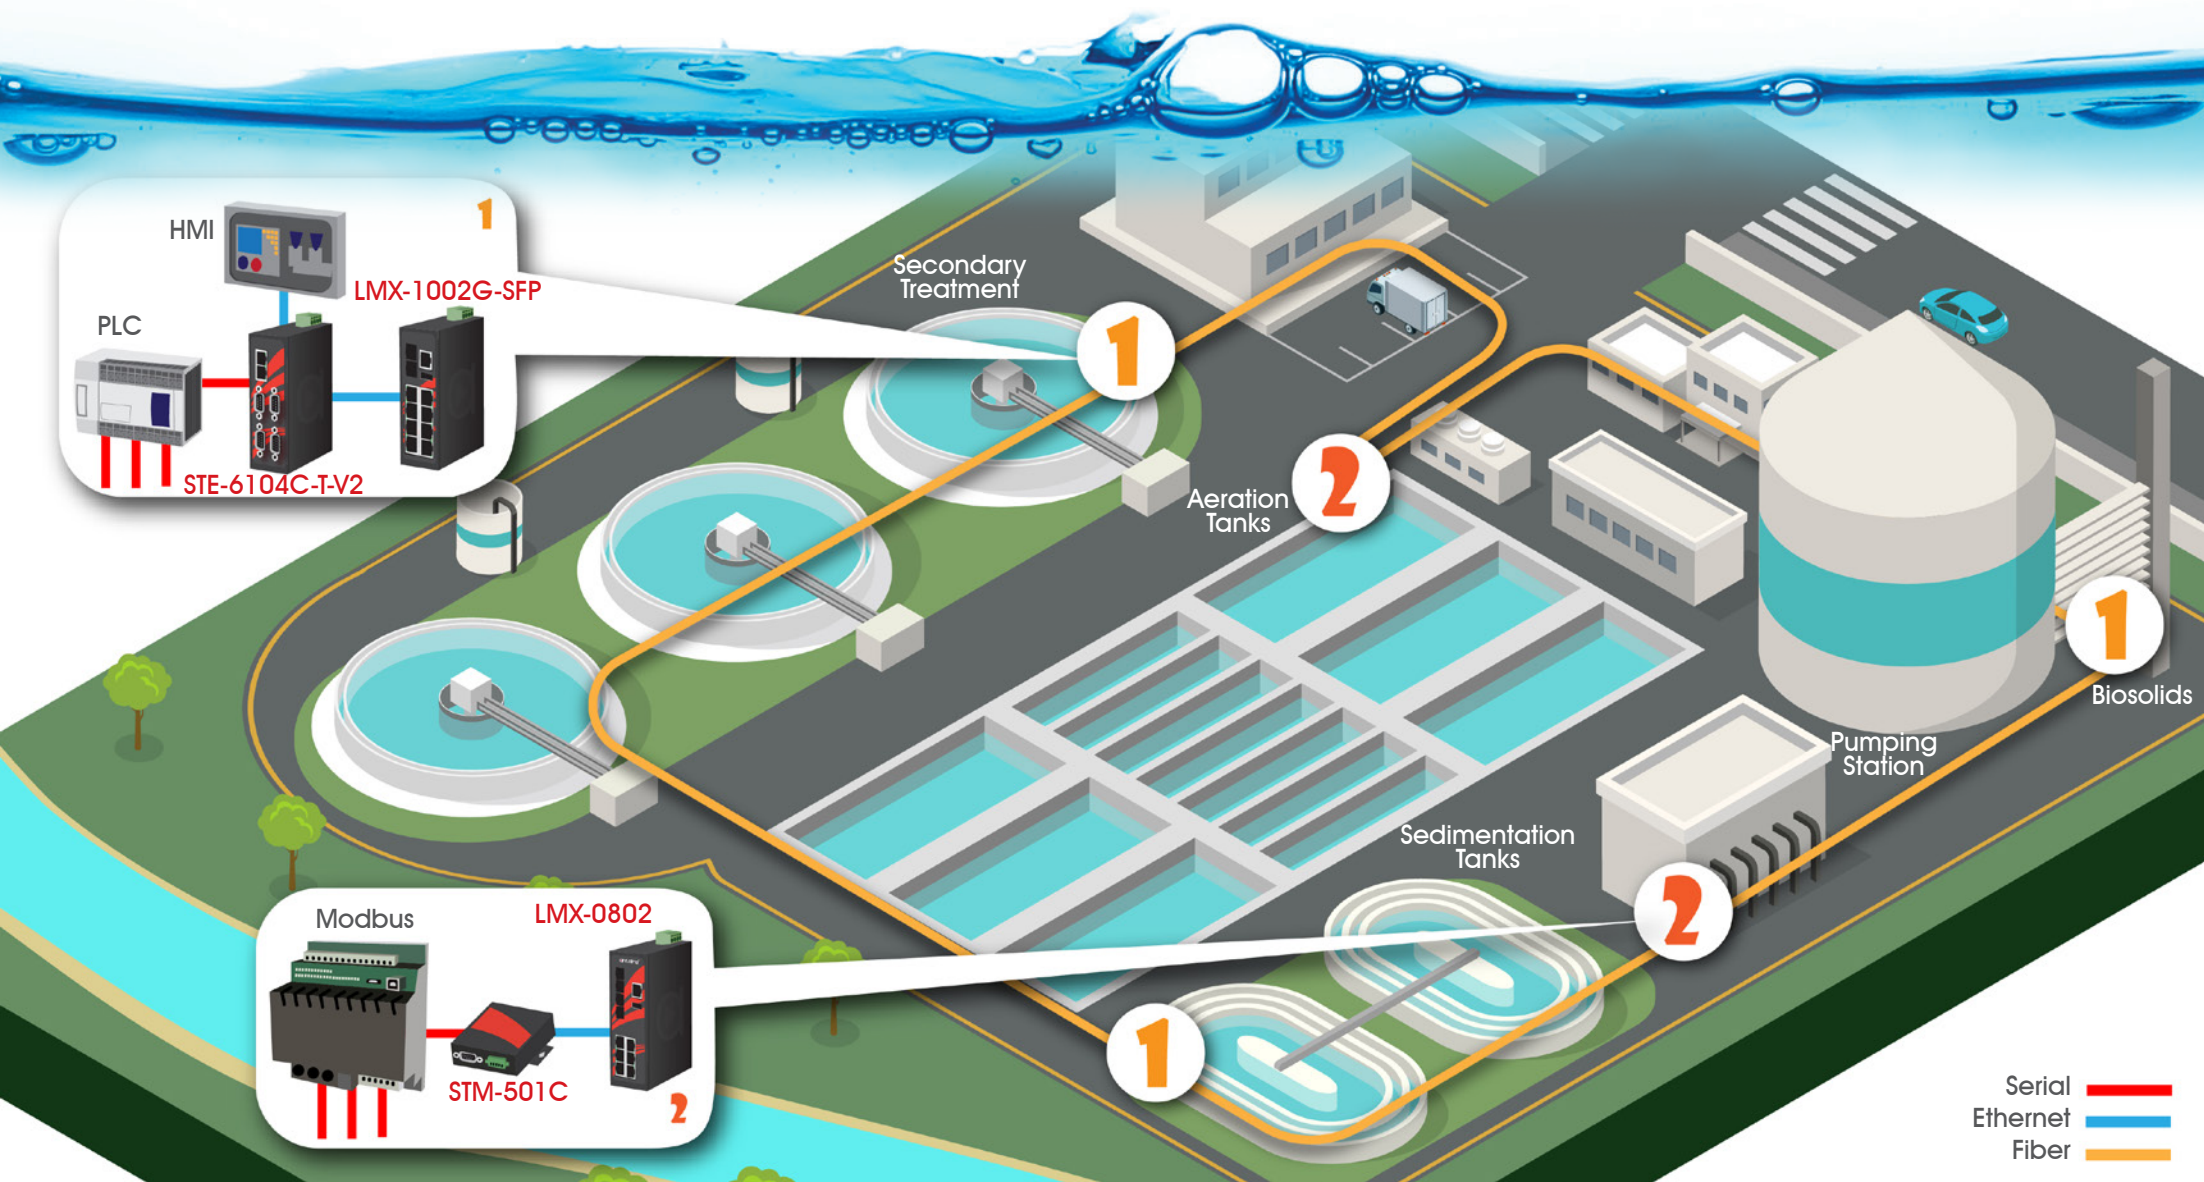 1
HMI
LMX-1002G-SFP
PLC
STE-6104C-T-V2
Secondary
Treatment
1
2
Aeration
Tanks
1
Biosolids
Pumping
Station
Sedimentation
Tanks
2
1
Modbus
LMX-0802
STM-501C
2
Serial
Ethernet
Fiber